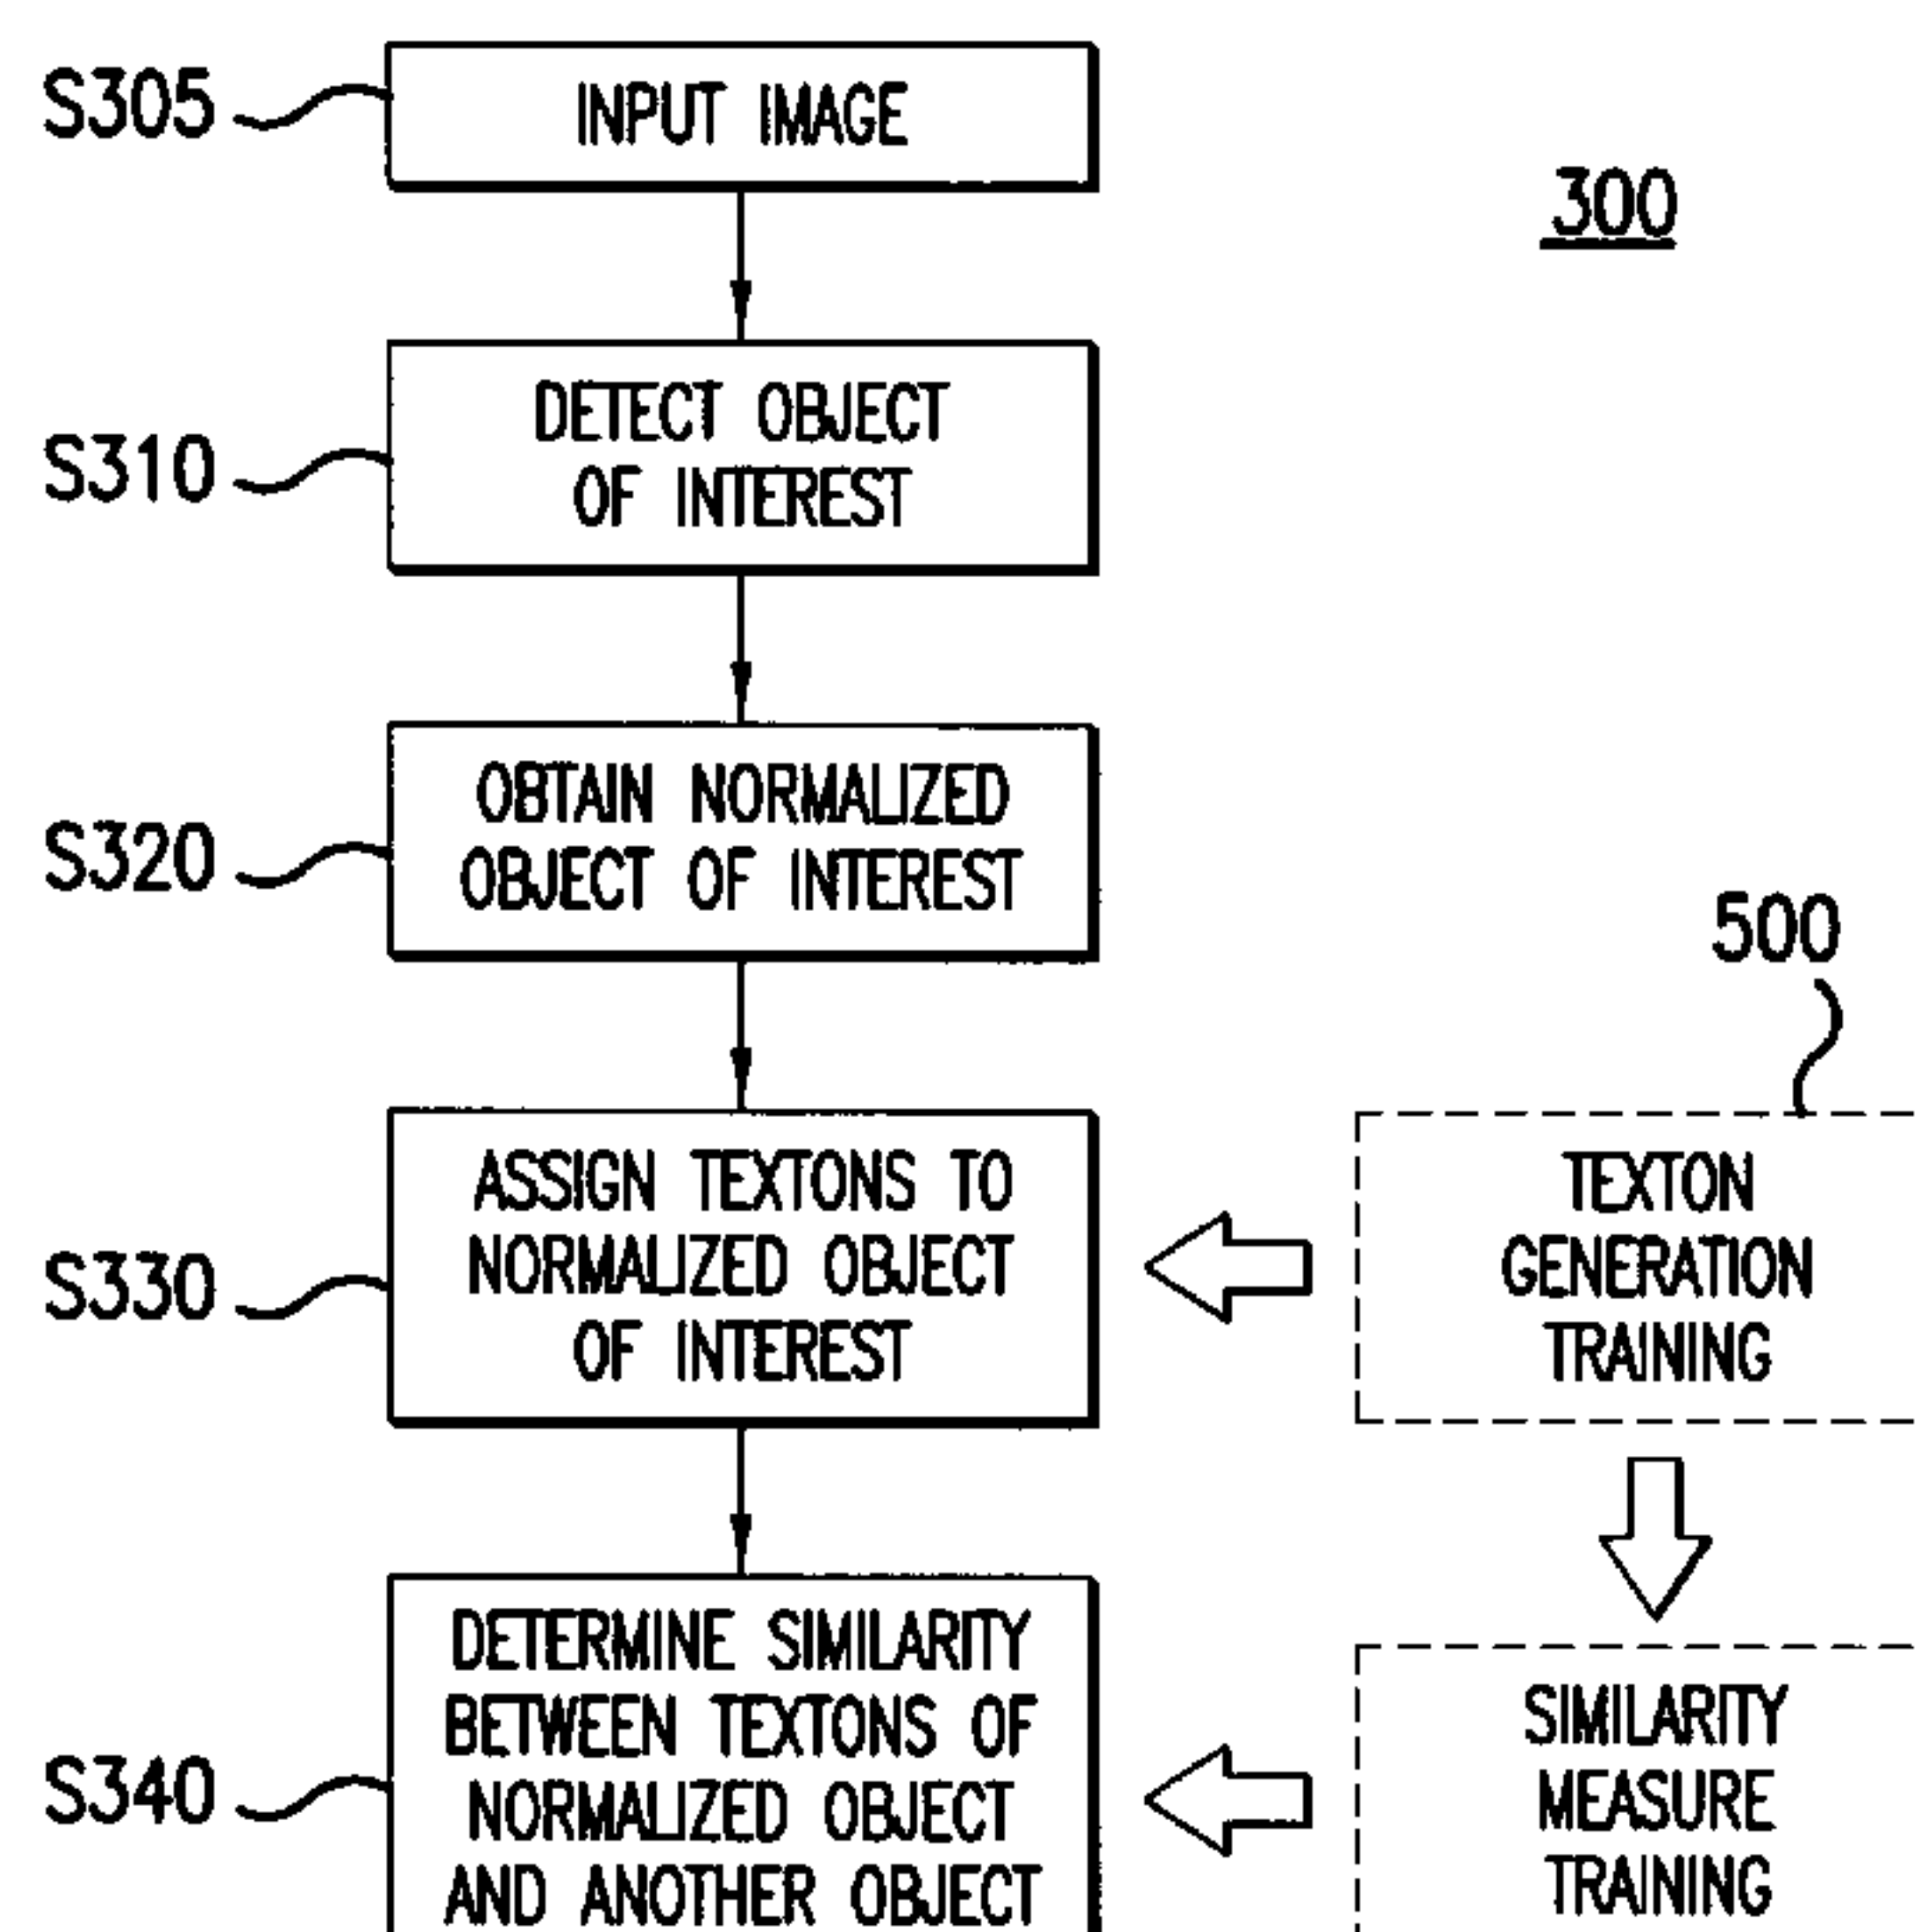 S305
INPUT IMAGE
300
S310
DETECT OBJECT
OF INTEREST
S320
OBTAIN NORMALIZED
OBJECT OF INTEREST
500
S330
ASSIGN TEXTONS TO
NORMALIZED OBJECT
OF INTEREST
TEXTON
GENERATION
TRAINING
S340
DETERMINE SIMILARITY
BETWEEN TEXTONS OF
NORMALIZED OBJECT
AND ANOTHER OBJECT
SIMILARITY
MEASURE
TRAINING